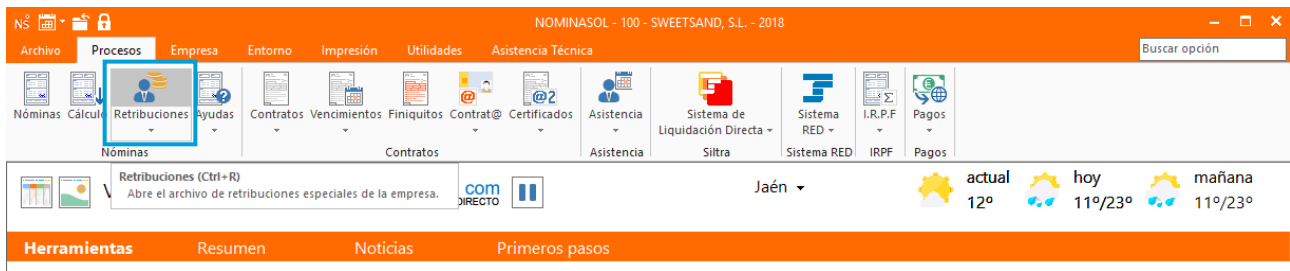 NS
NOMINASOL - 100 - SWEETSAND, S.L. - 2018
Archivo Procesos Empresa Entorno Impresión Utilidades Asistencia Técnica Buscar opción
Nóminas Cálculo Retribuciones Ayudas Contratos Vencimientos Finiquitos Contrat@ Certificados Asistencia Sistema de Liquidación Directa Sistema RED I.R.P.F Pagos
Nóminas Contratos Asistencia Siltra Sistema RED IRPF Pagos
Retribuciones (Ctrl+R)
Abre el archivo de retribuciones especiales de la empresa.
V com
DIRECTO
Jaén
actual hoy mañana
12º 11º/23º 11º/23º
Herramientas Resumen Noticias Primeros pasos